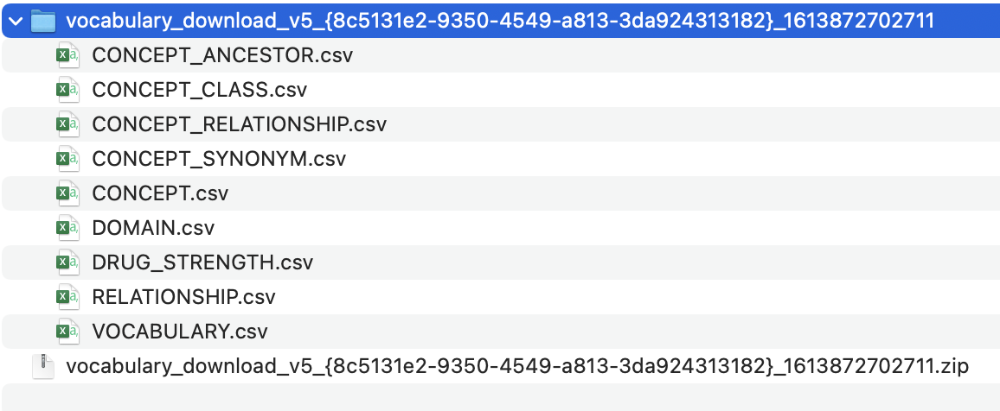 vocabulary_download_v5_{8c5131e2-9350-4549-a813-3da924313182}_1613872702711
CONCEPT_ANCESTOR.csv
CONCEPT_CLASS.csv
CONCEPT_RELATIONSHIP.csv
CONCEPT_SYNONYM.csv
CONCEPT.csv
DOMAIN.csv
DRUG_STRENGTH.csv
RELATIONSHIP.csv
VOCABULARY.csv
vocabulary_download_v5_{8c5131e2-9350-4549-a813-3da924313182}_1613872702711.zip